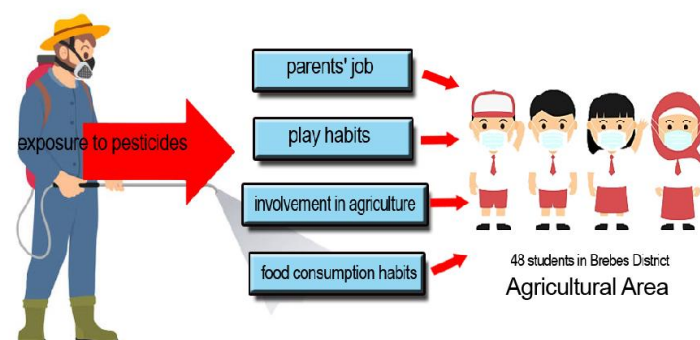 exposure to pesticides
parents' job
play habits
involvement in agriculture
food consumption habits
48 students in Brebes District
Agricultural Area